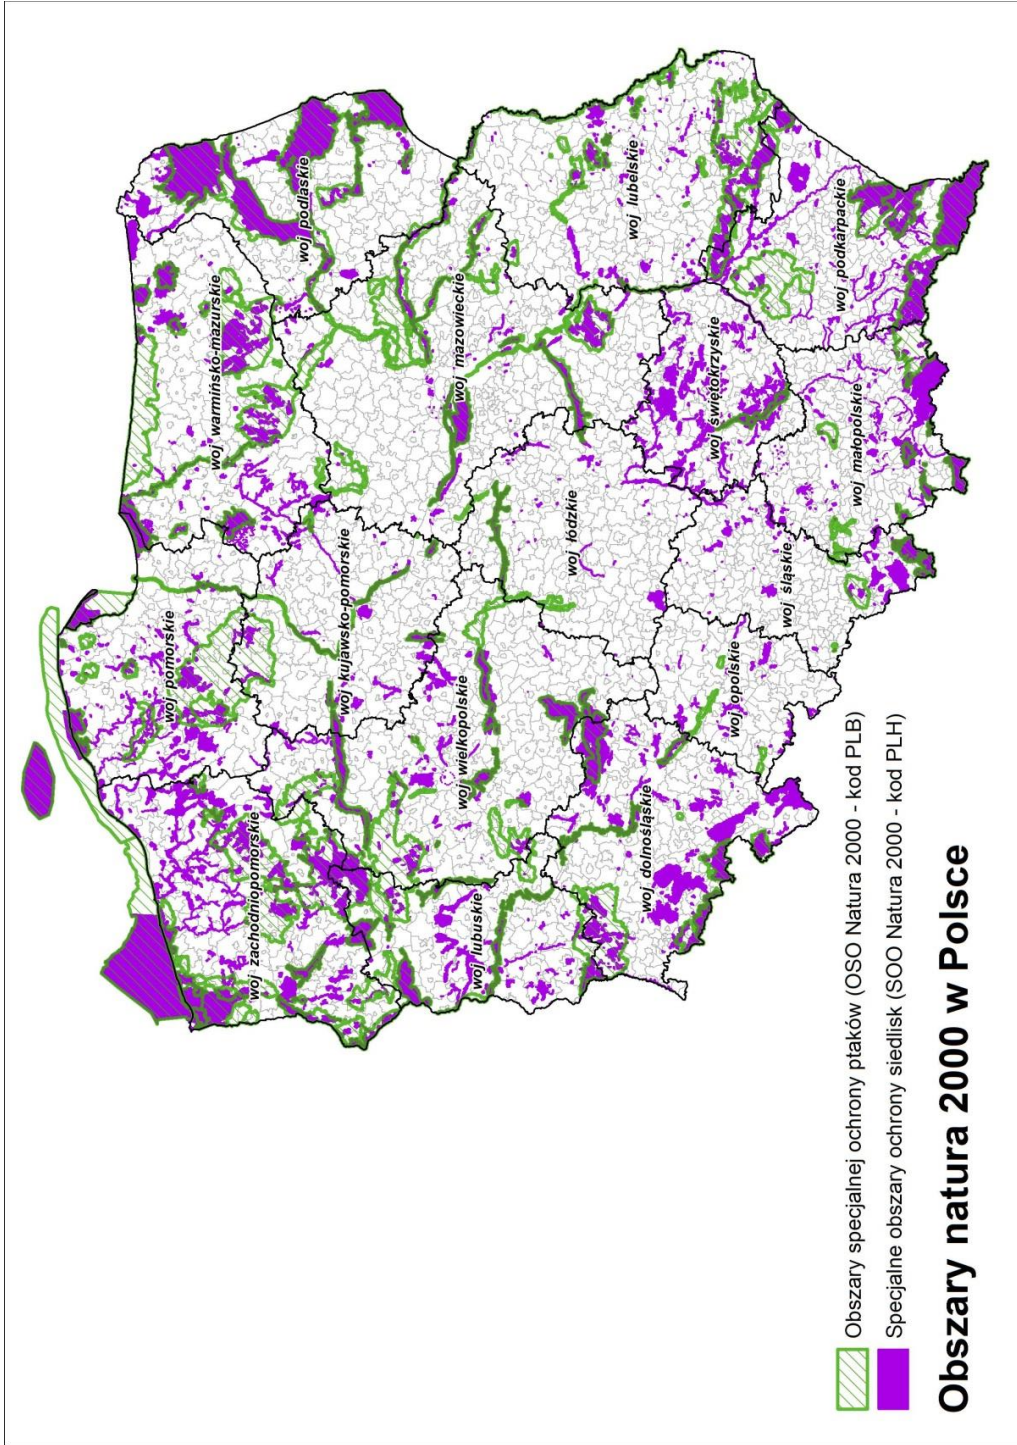 woj pomorskie
woj zachodniopomorskie
woj warmińsko-mazurskie
woj podlaskie
woj kujawsko-pomorskie
woj mazowieckie
woj wielkopolskie
woj lubuskie
woj łódzkie
woj lubelskie
woj dolnośląskie
woj opolskie
woj śląskie
woj świętokrzyskie
woj małopolskie
woj podkarpackie
Obszary specjalnej ochrony ptaków (OSO Natura 2000 - kod PLB)
Specjalne obszary ochrony siedlisk (SOO Natura 2000 - kod PLH)
Obszary natura 2000 w Polsce